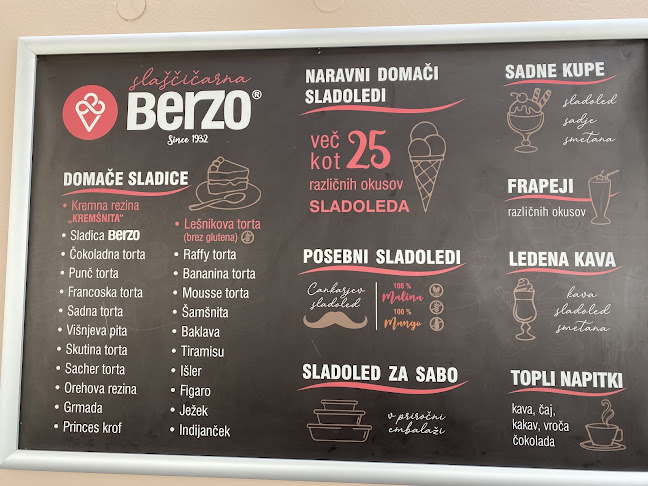 slaščičarna
Berzo®
Since 1932
DOMAČE SLADICE
• Kremna rezina
„KREMŠNITA"
• Sladica Berzo
• Čokoladna torta
• Punč torta
• Francoska torta
• Sadna torta
• Višnjeva pita
• Skutina torta
• Sacher torta
• Orehova rezina
• Grmada
• Princes krof
• Lešnikova torta
(brez glutena)
• Raffy torta
• Bananina torta
• Mousse torta
• Šamšnita
• Baklava
• Tiramisu
• Išler
• Figaro
• Ježek
• Indijanček
NARAVNI DOMAČI
SLADOLEDI
več
kot 25
različnih okusov
SLADOLEDA
POSEBNI SLADOLEDI
Cankarjev
sladoled
100 %
Malina
100 %
Mango
SLADOLED ZA SABO
v priročni
embalaži
SADNE KUPE
sladoled
sadje
smetana
FRAPEJI
različnih okusov
LEDENA KAVA
kava
sladoled
smetana
TOPLI NAPITKI
kava, čaj,
kakav, vroča
čokolada